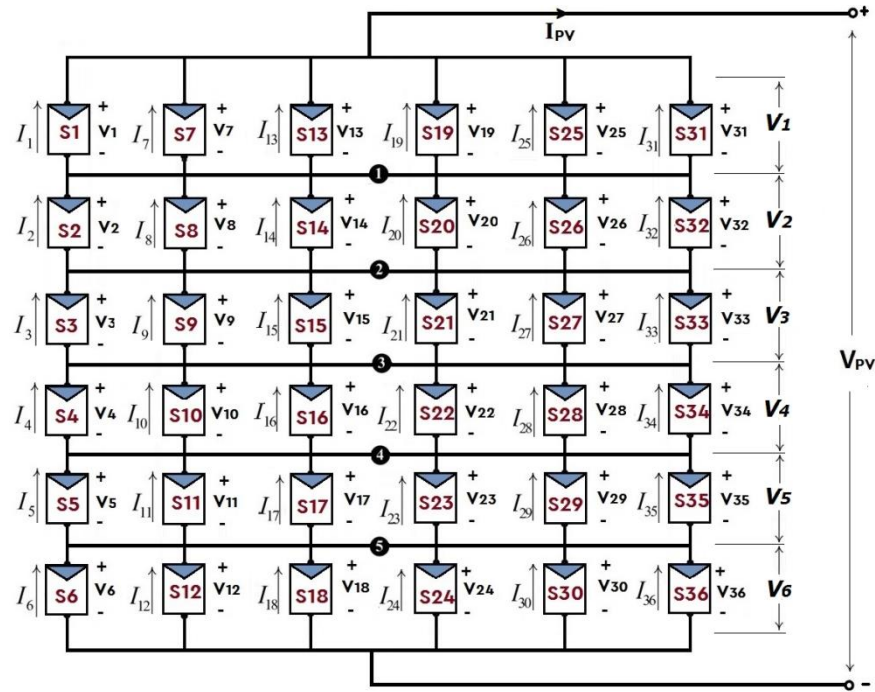 IPV +
I1 S1 + V1 - I7 S7 + V7 - I13 S13 + V13 - I19 S19 + V19 - I25 S25 + V25 - I31 S31 + V31 - V1
1
I2 S2 + V2 - I8 S8 + V8 - I14 S14 + V14 - I20 S20 + V20 - I26 S26 + V26 - I32 S32 + V32 - V2
2
I3 S3 + V3 - I9 S9 + V9 - I15 S15 + V15 - I21 S21 + V21 - I27 S27 + V27 - I33 S33 + V33 - V3
3
VPV
I4 S4 + V4 - I10 S10 + V10 - I16 S16 + V16 - I22 S22 + V22 - I28 S28 + V28 - I34 S34 + V34 - V4
4
I5 S5 + V5 - I11 S11 + V11 - I17 S17 + V17 - I23 S23 + V23 - I29 S29 + V29 - I35 S35 + V35 - V5
5
I6 S6 + V6 - I12 S12 + V12 - I18 S18 + V18 - I24 S24 + V24 - I30 S30 + V30 - I36 S36 + V36 - V6
-